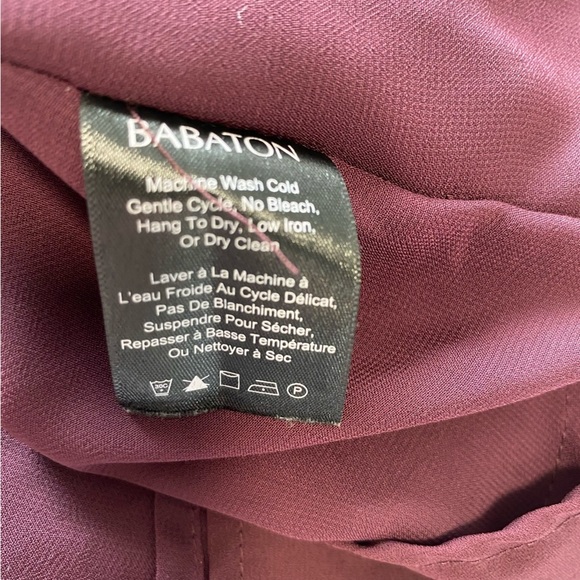 BABATON
Machine Wash Cold
Gentle Cycle, No Bleach,
Hang To Dry, Low Iron,
Or Dry Clean
Laver à La Machine à
L'eau Froide Au Cycle Délicat,
Pas De Blanchiment,
Suspendre Pour Sécher,
Repasser à Basse Température
Ou Nettoyer à Sec
30C P